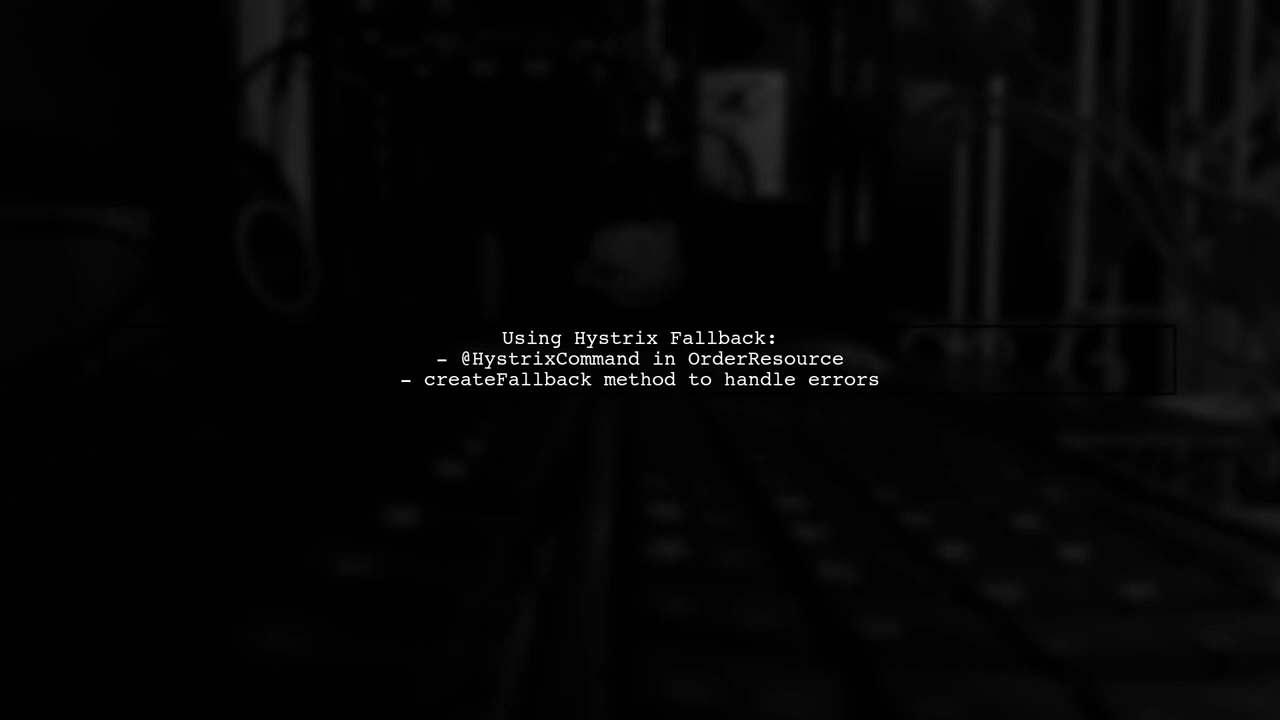 Using Hystrix Fallback:
- @HystrixCommand in OrderResource
- createFallback method to handle errors